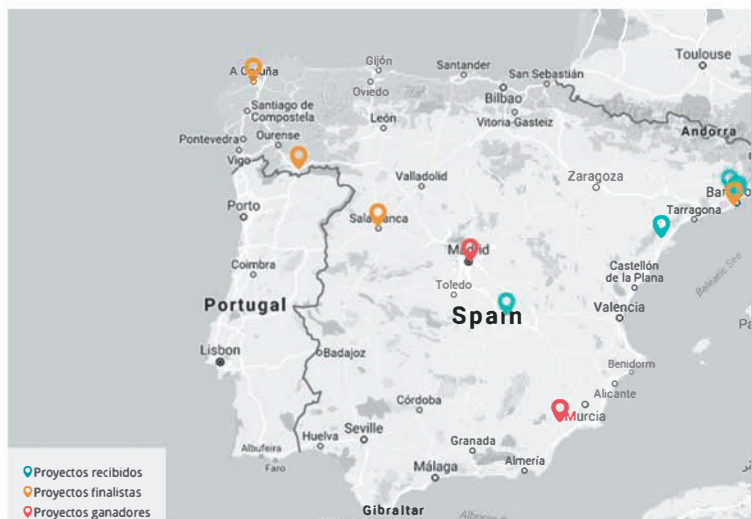 Toulouse
Gijón
Santander
San Sebastián
A Coruña
Oviedo
Bilbao
Santiago de
Compostela
León
Vitoria-Gasteiz
Andorra
Pontevedra
Ourense
Vigo
Valladolid
Zaragoza
Porto
Salamanca
Tarragona
Madrid
Coimbra
Castellón
de la Plana
Balearic Sea
Toledo
Portugal
Spain
Valencia
Lisbon
Badajoz
Benidorm
Alicante
Córdoba
Murcia
Huelva
Seville
Granada
Albufeira
Faro
Málaga
Almería
Proyectos recibidos
Proyectos finalistas
Proyectos ganadores
Gibraltar